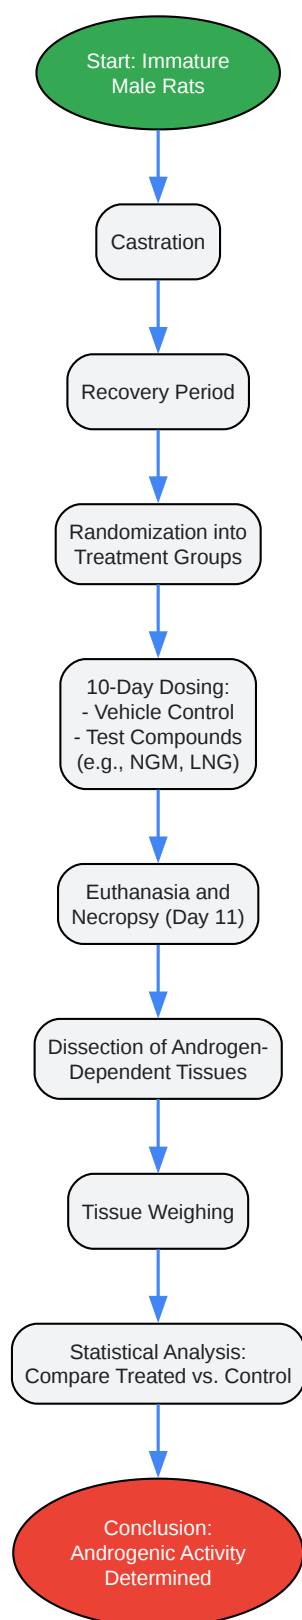 Start: Immature
Male Rats
Castration
Recovery Period
Randomization into
Treatment Groups
10-Day Dosing:
- Vehicle Control
- Test Compounds
(e.g., NGM, LNG)
Euthanasia and
Necropsy (Day 11)
Dissection of Androgen-
Dependent Tissues
Tissue Weighing
Statistical Analysis:
Compare Treated vs. Control
Conclusion:
Androgenic Activity
Determined